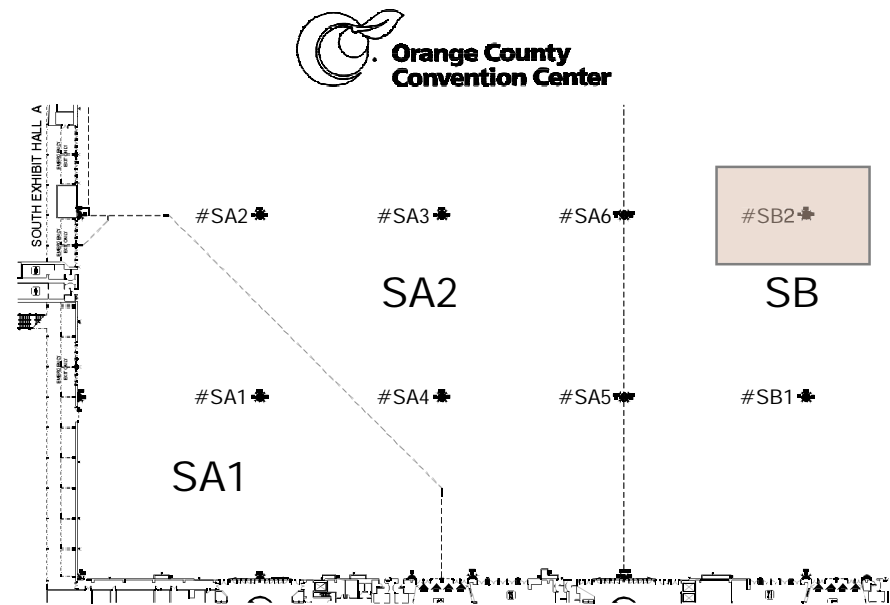 Orange County
Convention Center
SOUTH EXHIBIT HALL A
#SA2
#SA3
#SA6
#SB2
SA2
SB
#SA1
#SA4
#SA5
#SB1
SA1